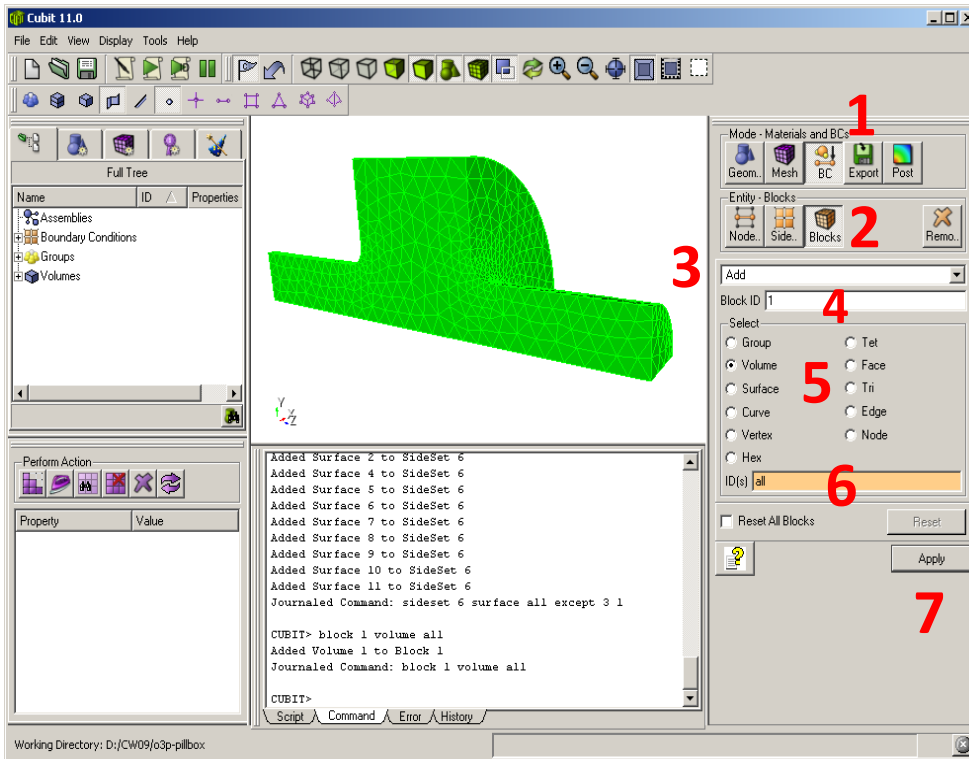 Cubit 11.0
File Edit View Display Tools Help
Full Tree
Name ID Properties
Assemblies
Boundary Conditions
Groups
Volumes
Perform Action
Property Value
Y
X
Z
Added Surface 2 to SideSet 6
Added Surface 4 to SideSet 6
Added Surface 5 to SideSet 6
Added Surface 6 to SideSet 6
Added Surface 7 to SideSet 6
Added Surface 8 to SideSet 6
Added Surface 9 to SideSet 6
Added Surface 10 to SideSet 6
Added Surface 11 to SideSet 6
Journaled Command: sideset 6 surface all except 3 1
CUBIT> block 1 volume all
Added Volume 1 to Block 1
Journaled Command: block 1 volume all
CUBIT>
Script Command Error History
1
Mode - Materials and BCs
Geom.. Mesh BC Export Post
Entity - Blocks
Node.. Side.. Blocks 2 Remo..
3
Add
Block ID 1
4
Select
Group Tet
Volume Face
5
Surface Tri
Curve Edge
Vertex Node
Hex
ID(s) all
6
Reset All Blocks Reset
Apply
7
Working Directory: D:/CW09/o3p-pillbox